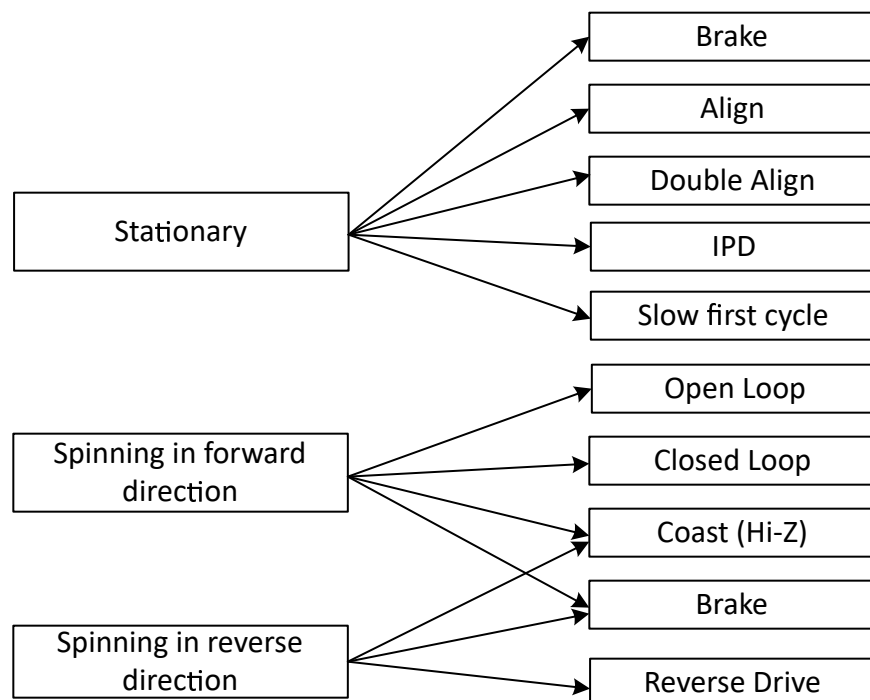 Brake
Align
Double Align
Stationary
IPD
Slow first cycle
Open Loop
Spinning in forward
direction
Closed Loop
Coast (Hi-Z)
Brake
Spinning in reverse
direction
Reverse Drive